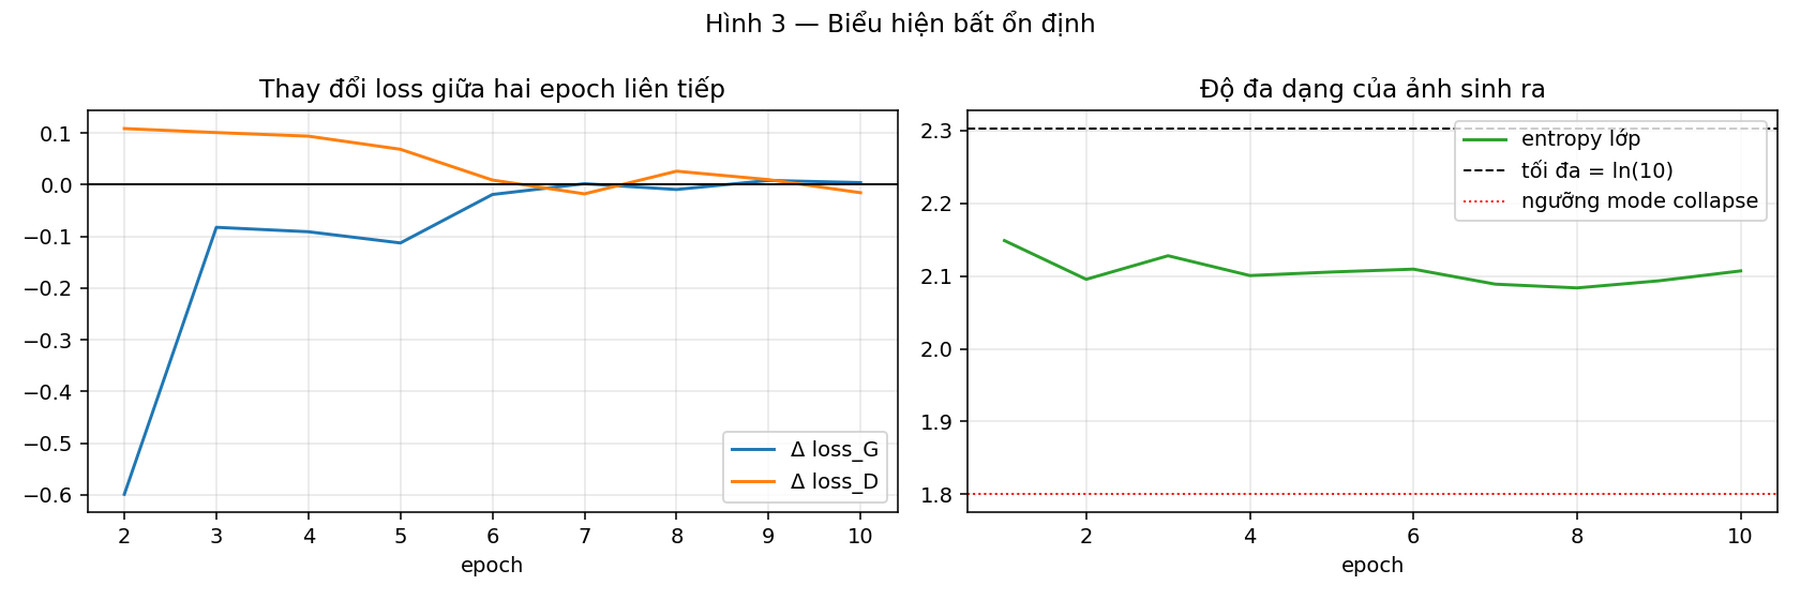 Hình 3 — Biểu hiện bất ổn định
Thay đổi loss giữa hai epoch liên tiếp
0.1
0.0
−0.1
−0.2
−0.3
−0.4
−0.5
−0.6
Δ loss_G
Δ loss_D
2 3 4 5 6 7 8 9 10
epoch
Độ đa dạng của ảnh sinh ra
2.3
2.2
2.1
2.0
1.9
1.8
entropy lớp
tối đa = ln(10)
ngưỡng mode collapse
2 4 6 8 10
epoch